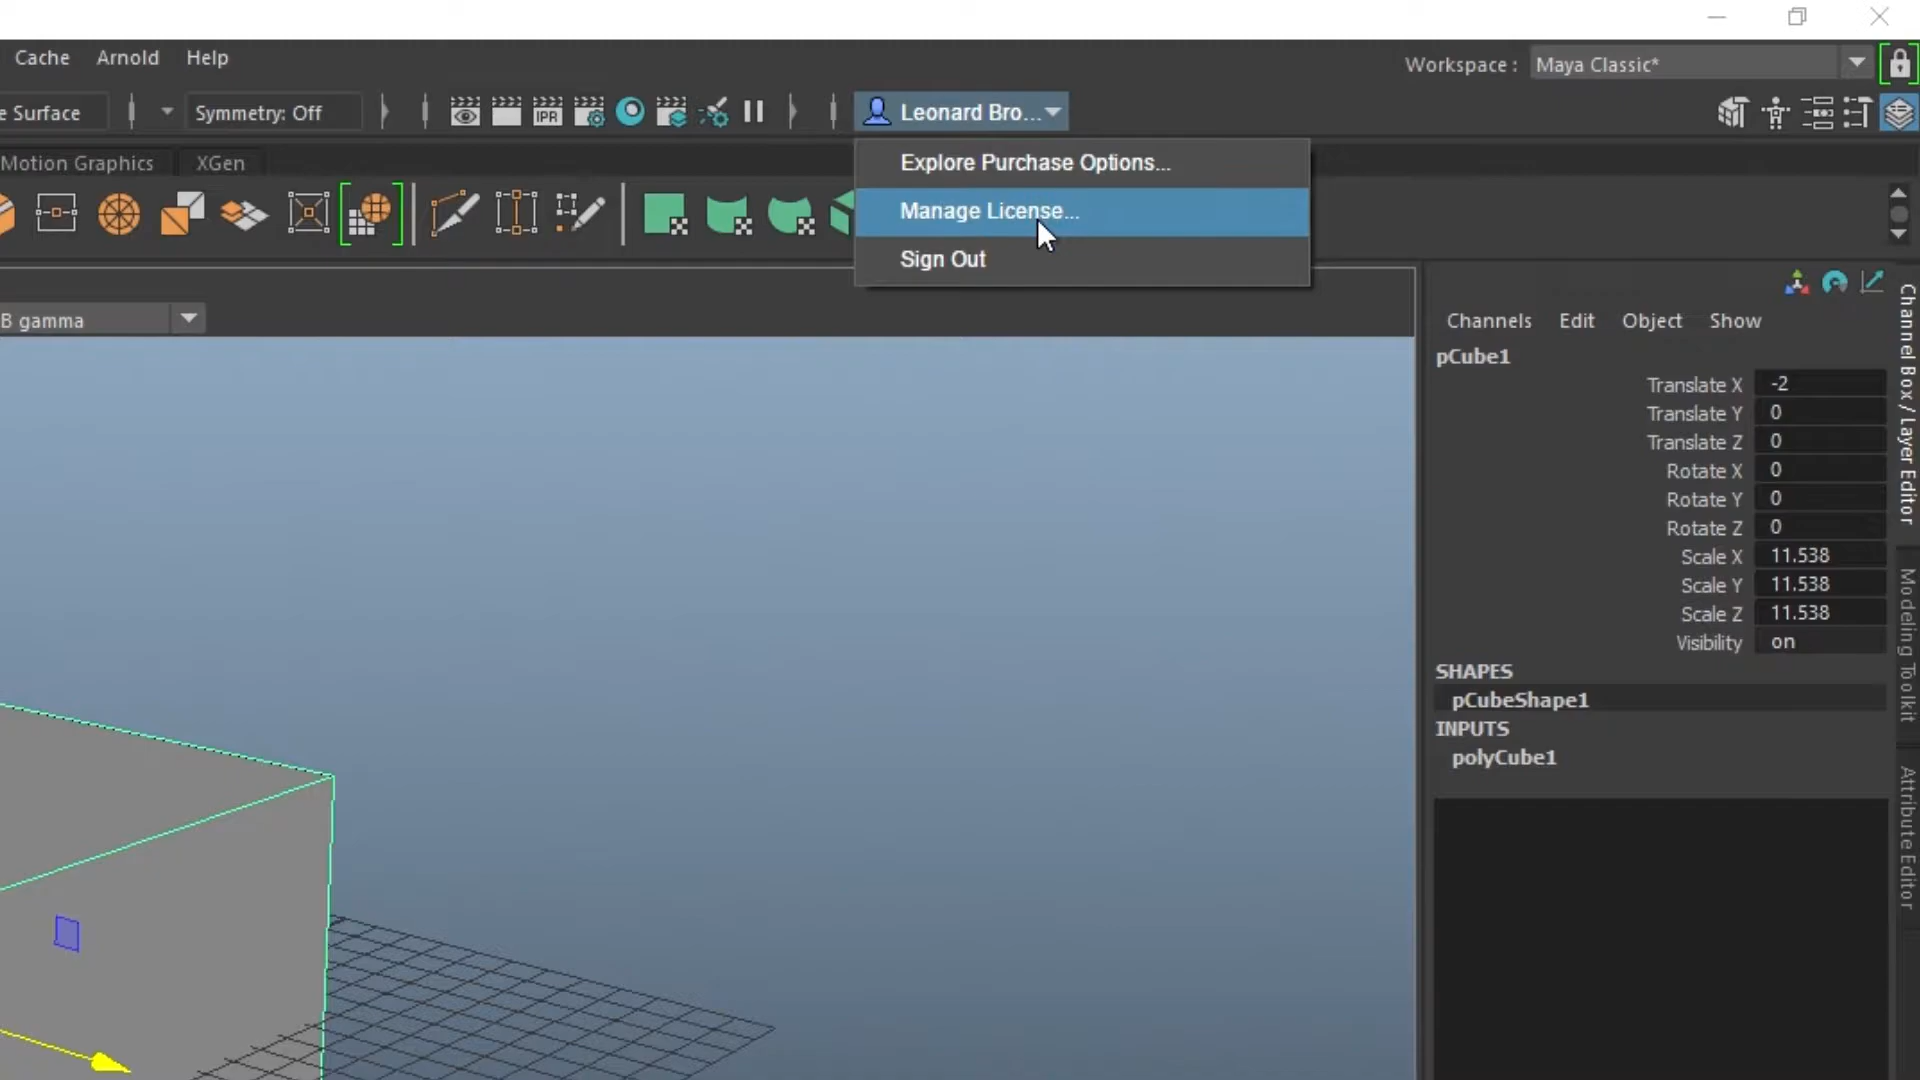 Cache Arnold Help
Workspace : Maya Classic*
e Surface
Symmetry: Off
IPR
Leonard Bro...
Motion Graphics XGen
Explore Purchase Options...
Manage License...
Sign Out
B gamma
Channels Edit Object Show
pCube1
Translate X -2
Translate Y 0
Translate Z 0
Rotate X 0
Rotate Y 0
Rotate Z 0
Scale X 11.538
Scale Y 11.538
Scale Z 11.538
Visibility on
SHAPES
pCubeShape1
INPUTS
polyCube1
Channel Box / Layer Editor
Modeling Toolkit
Attribute Editor